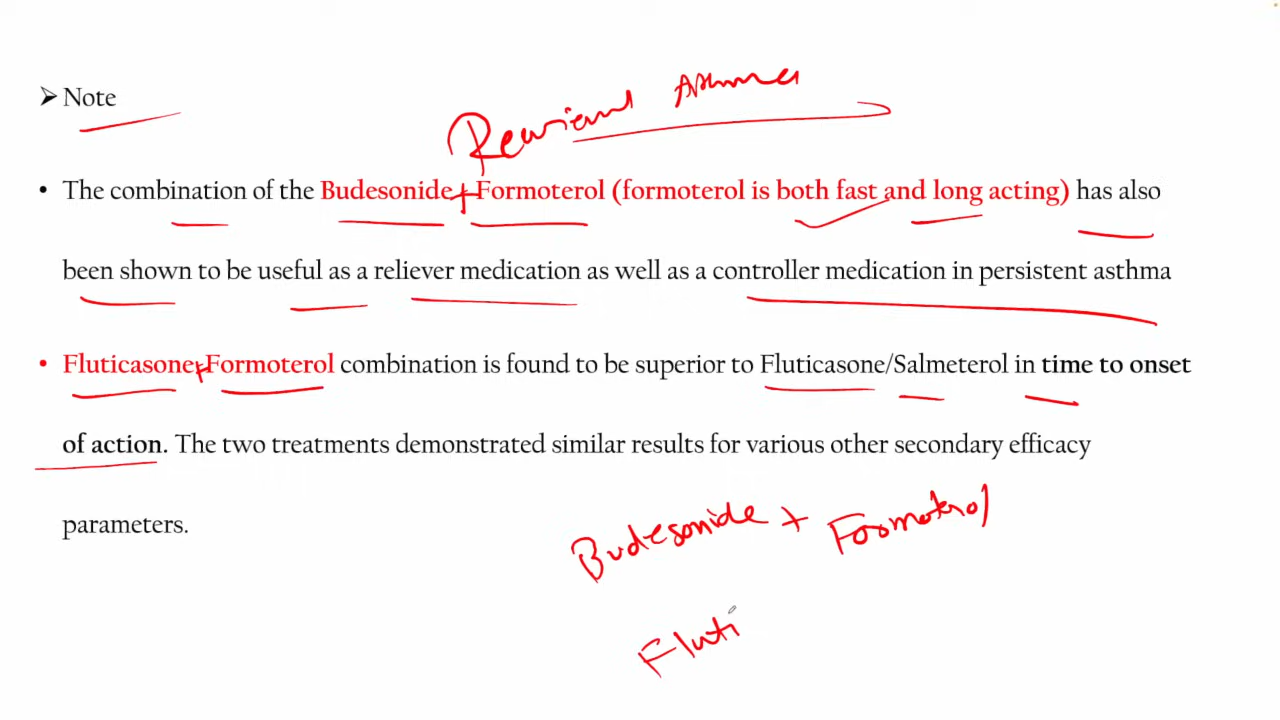 Asthma
➤ Note
• The combination of the Budesonide + Formoterol (formoterol is both fast and long acting) has also
been shown to be useful as a reliever medication as well as a controller medication in persistent asthma
• Fluticasone + Formoterol combination is found to be superior to Fluticasone/Salmeterol in time to onset
of action. The two treatments demonstrated similar results for various other secondary efficacy
parameters.
Budesonide + Formoterol
Fluti